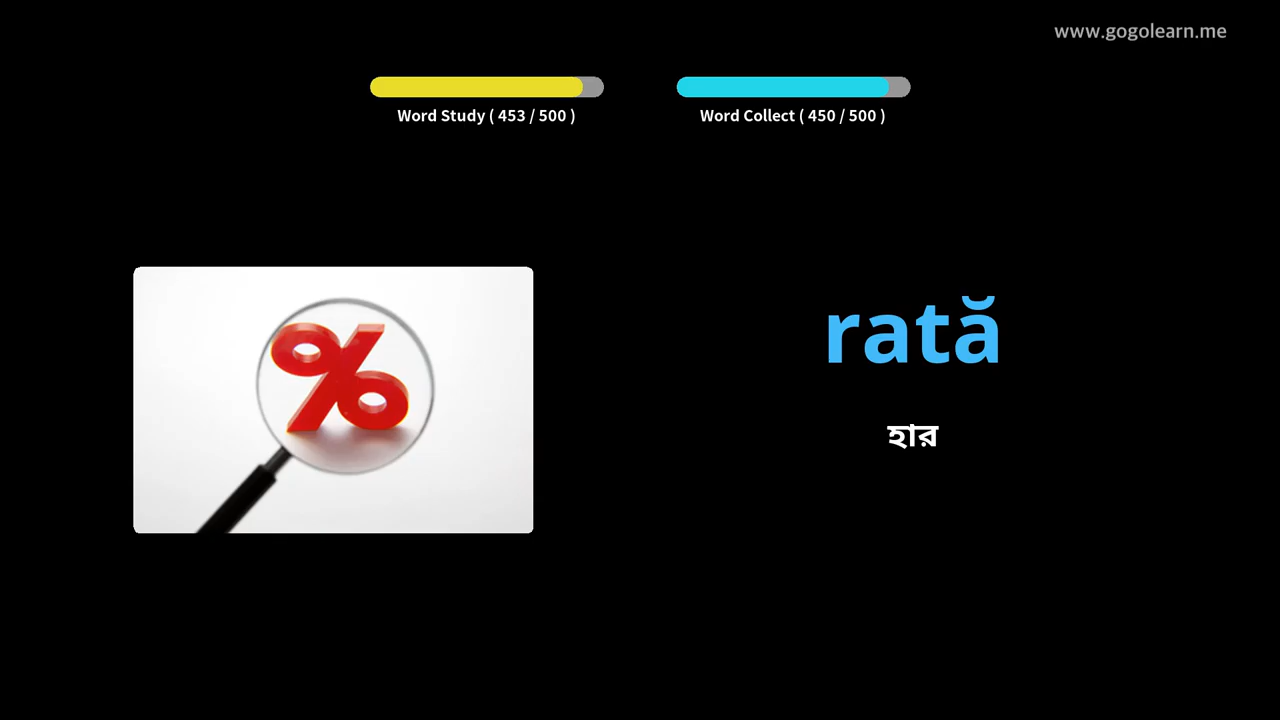 www.gogolearn.me
Word Study ( 453 / 500 )
Word Collect ( 450 / 500 )
%
rată
হার